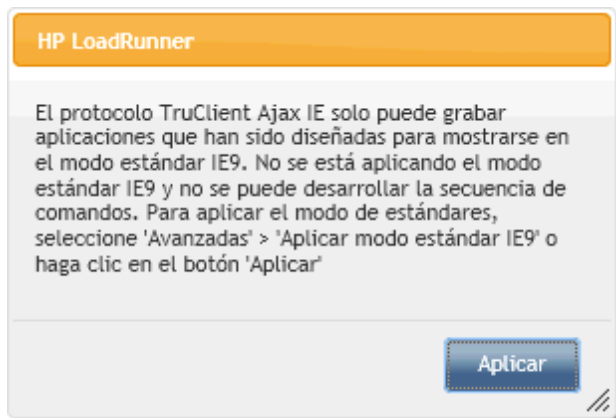 HP LoadRunner
El protocolo TruClient Ajax IE solo puede grabar
aplicaciones que han sido diseñadas para mostrarse en
el modo estándar IE9. No se está aplicando el modo
estándar IE9 y no se puede desarrollar la secuencia de
comandos. Para aplicar el modo de estándares,
seleccione 'Avanzadas' > 'Aplicar modo estándar IE9' o
haga clic en el botón 'Aplicar'
Aplicar